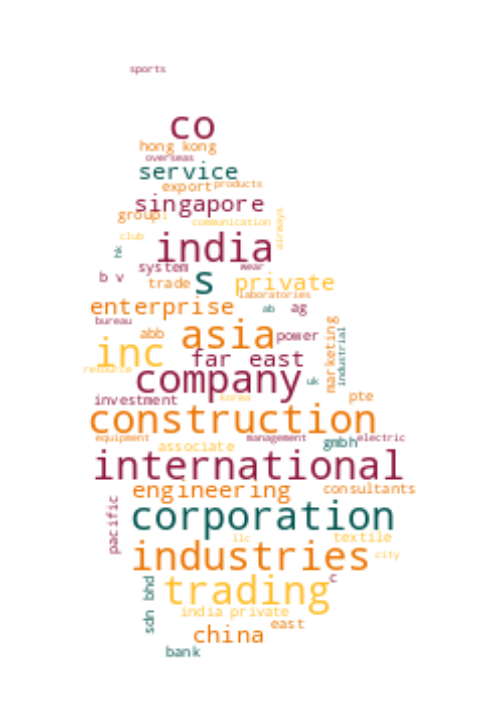 sports
co
hong kong
overseas
service
export
products
singapore
group
communication
airways
club
hk
india
system
wear
b v
trade
s
private
laboratories
enterprise
ab
ag
bureau
abb
asia
power
marketing
industrial
inc
far east
resource
company
uk
investment
korea
pte
construction
equipment
associate
management
gmbh
electric
international
engineering
consultants
pacific
corporation
llc
textile
industries
city
sdn bhd
trading
c
india private
east
china
bank